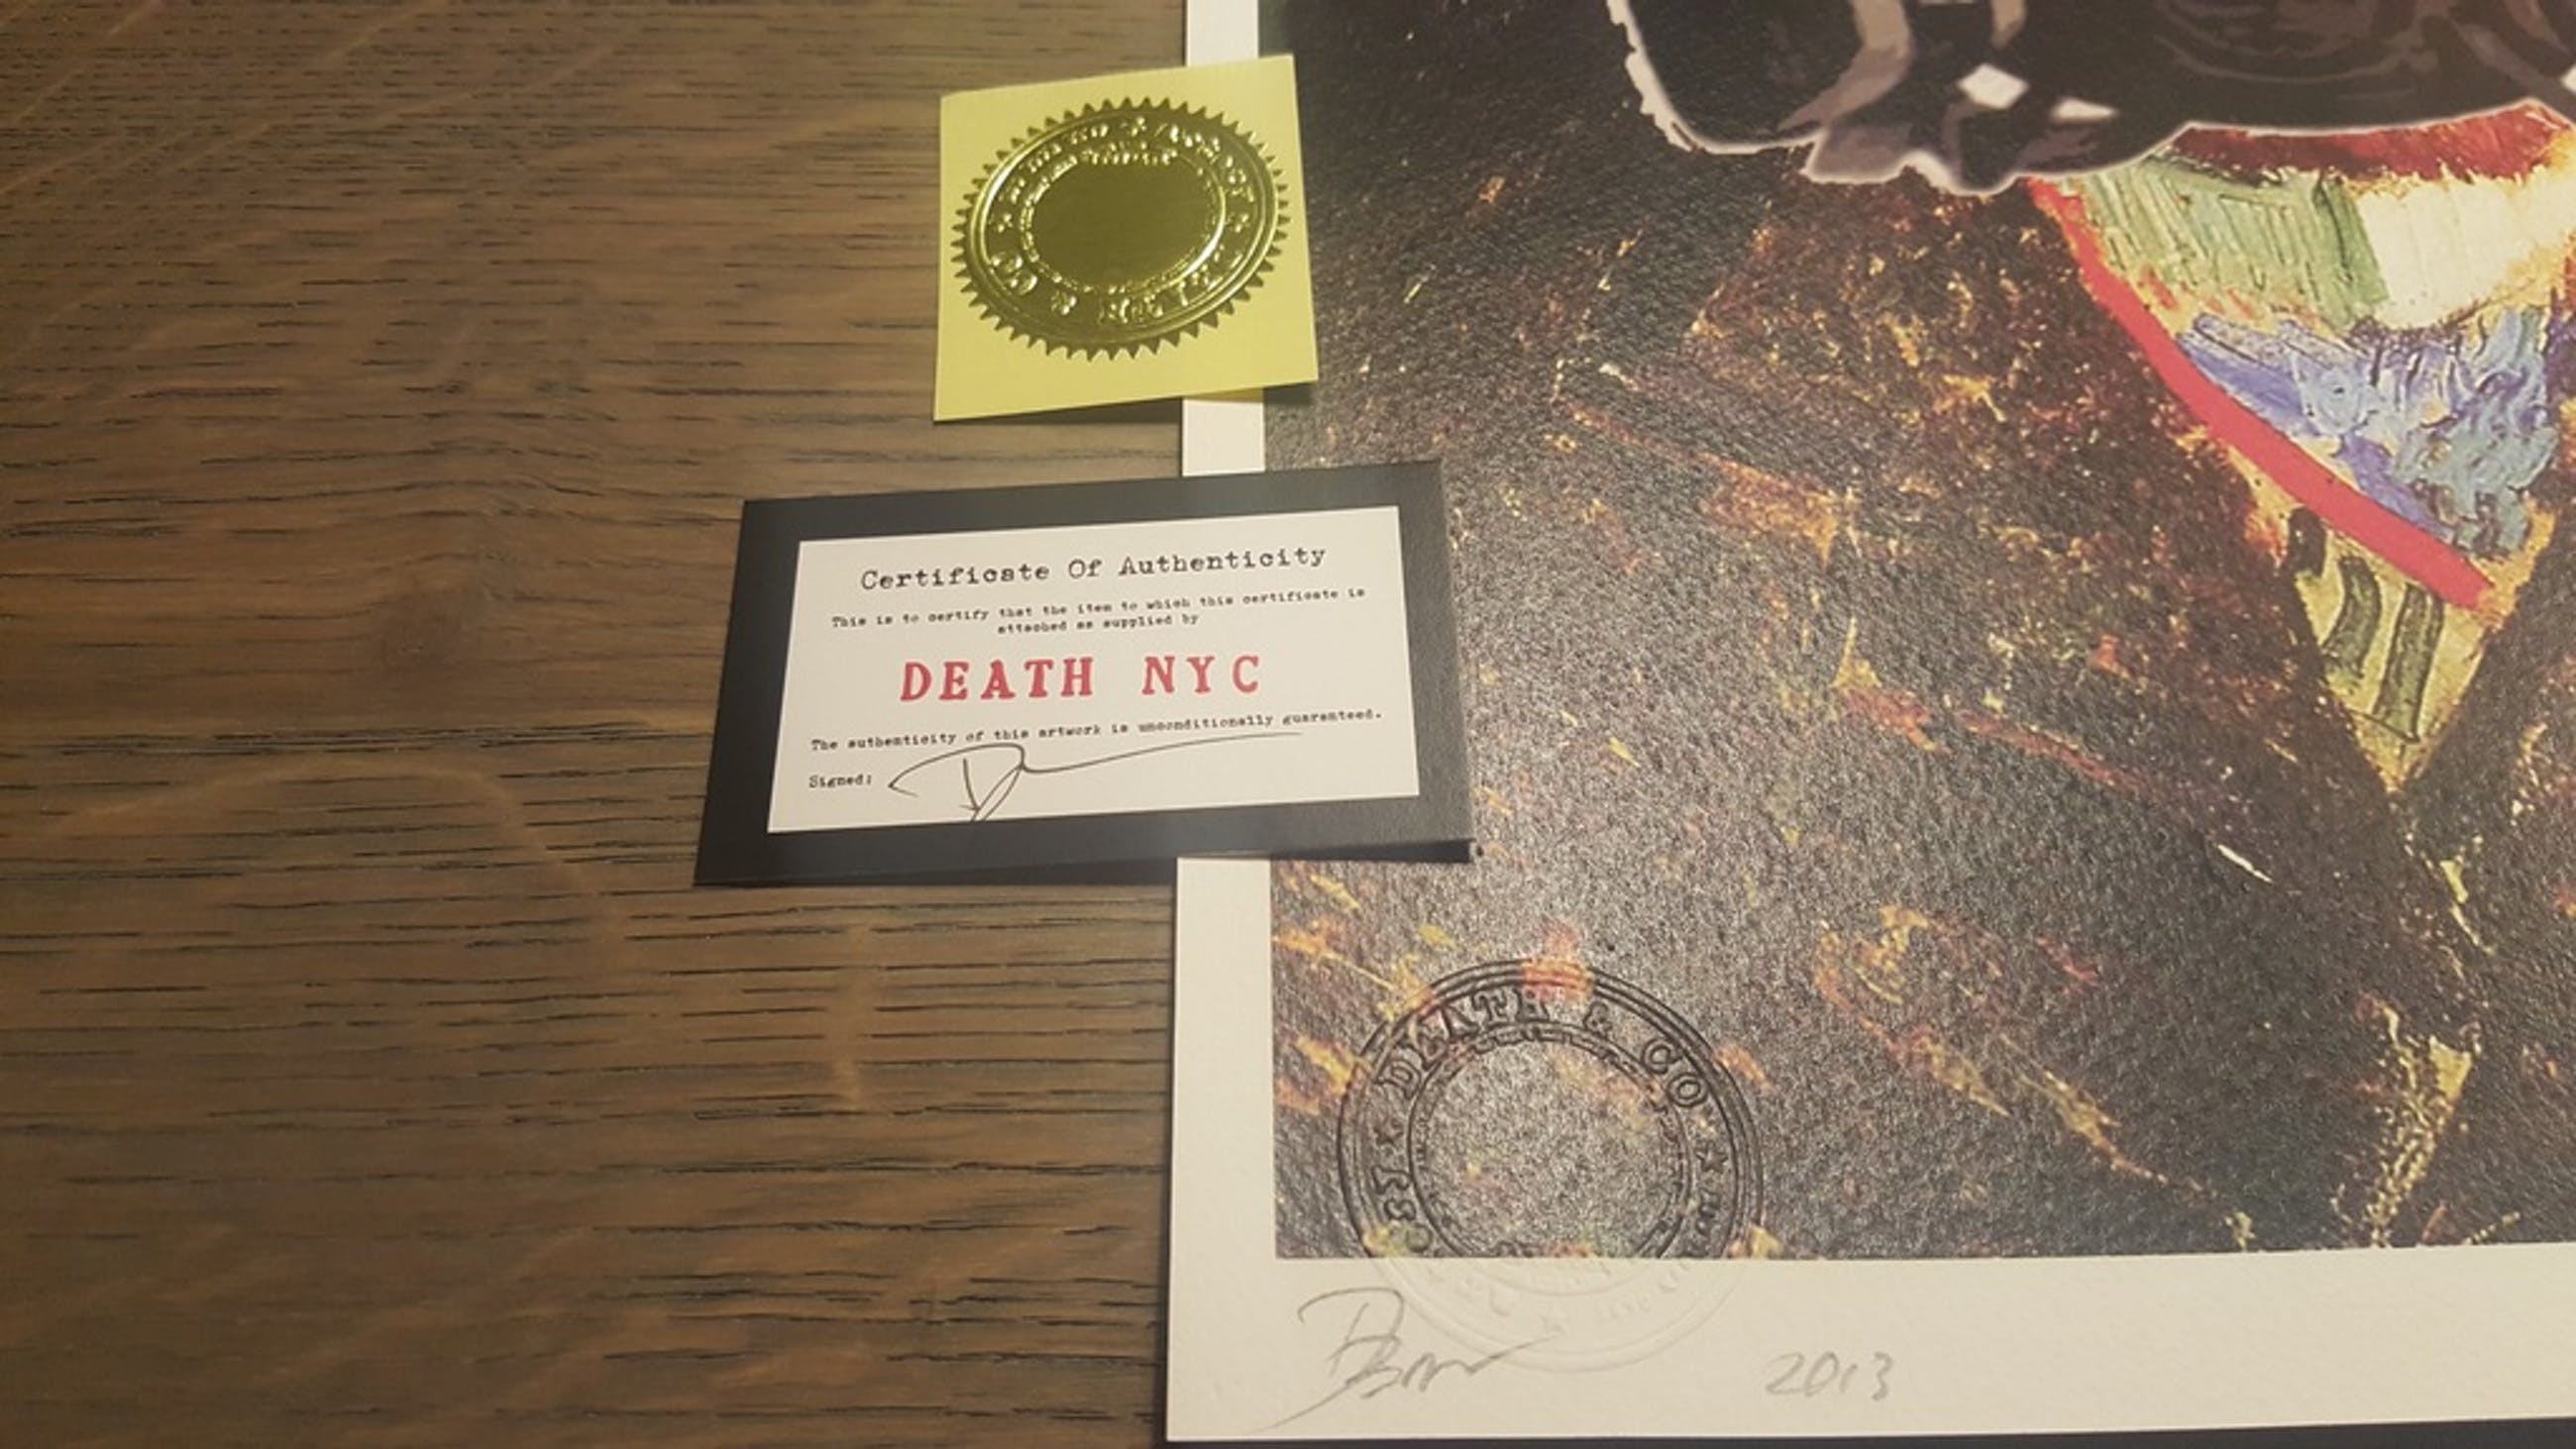 Certificate Of Authenticity
This is to certify that the item to which this certificate is
attached as supplied by
DEATH NYC
The authenticity of this artwork is unconditionally guaranteed.
Signed:
DEATH & CO
2013